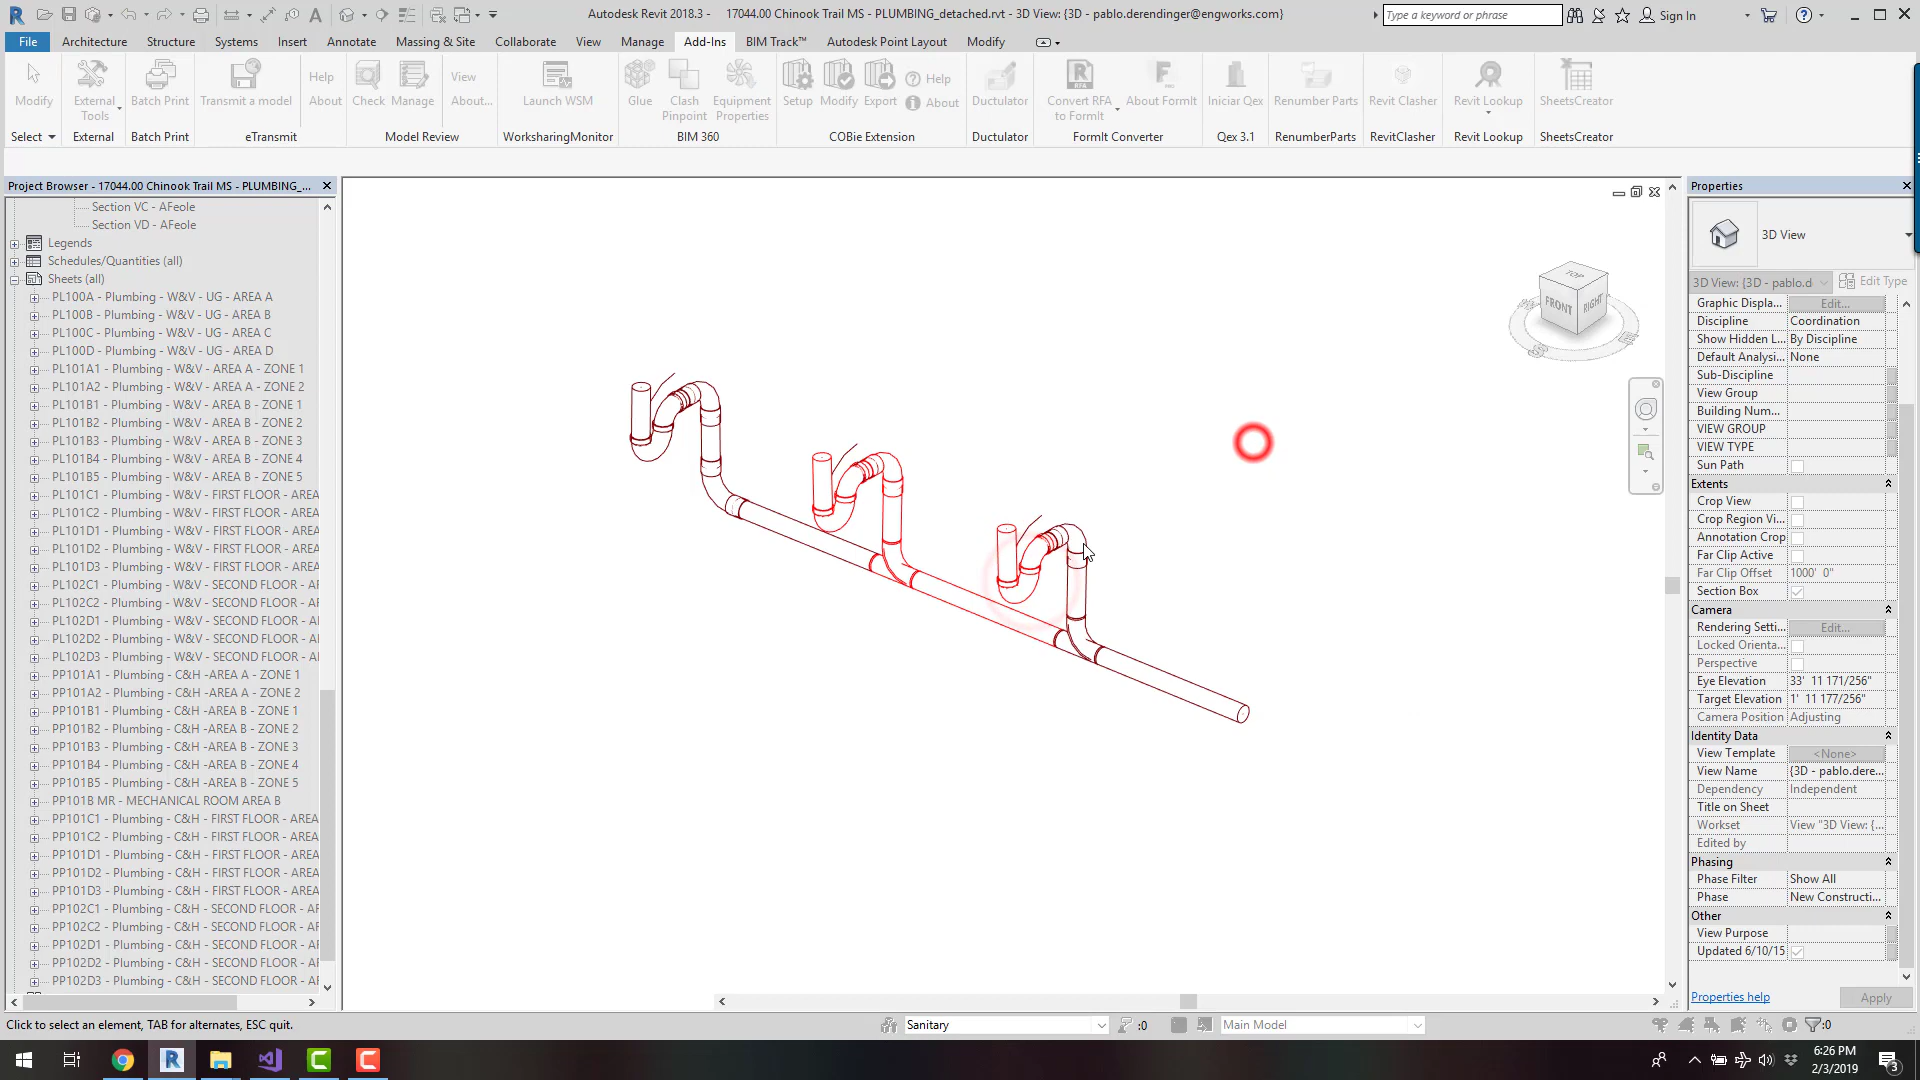 Autodesk Revit 2018.3 - 17044.00 Chinook Trail MS - PLUMBING_detached.rvt - 3D View: {3D - pablo.derendinger@engworks.com}
Type a keyword or phrase
Sign In
File Architecture Structure Systems Insert Annotate Massing & Site Collaborate View Manage Add-Ins BIM Track™ Autodesk Point Layout Modify
Modify
External Tools
Batch Print
Transmit a model
Help
About
Check
Manage
View
About...
Launch WSM
Glue
Clash Pinpoint
Equipment Properties
Setup
Modify
Export
Help
About
Ductulator
Convert RFA to FormIt
About FormIt
Iniciar Qex
Renumber Parts
Revit Clasher
Revit Lookup
SheetsCreator
Select
External
Batch Print
eTransmit
Model Review
WorksharingMonitor
BIM 360
COBie Extension
Ductulator
FormIt Converter
Qex 3.1
RenumberParts
RevitClasher
Revit Lookup
SheetsCreator
Project Browser - 17044.00 Chinook Trail MS - PLUMBING_...
Section VC - AFeole
Section VD - AFeole
Legends
Schedules/Quantities (all)
Sheets (all)
PL100A - Plumbing - W&V - UG - AREA A
PL100B - Plumbing - W&V - UG - AREA B
PL100C - Plumbing - W&V - UG - AREA C
PL100D - Plumbing - W&V - UG - AREA D
PL101A1 - Plumbing - W&V - AREA A - ZONE 1
PL101A2 - Plumbing - W&V - AREA A - ZONE 2
PL101B1 - Plumbing - W&V - AREA B - ZONE 1
PL101B2 - Plumbing - W&V - AREA B - ZONE 2
PL101B3 - Plumbing - W&V - AREA B - ZONE 3
PL101B4 - Plumbing - W&V - AREA B - ZONE 4
PL101B5 - Plumbing - W&V - AREA B - ZONE 5
PL101C1 - Plumbing - W&V - FIRST FLOOR - AREA
PL101C2 - Plumbing - W&V - FIRST FLOOR - AREA
PL101D1 - Plumbing - W&V - FIRST FLOOR - AREA
PL101D2 - Plumbing - W&V - FIRST FLOOR - AREA
PL101D3 - Plumbing - W&V - FIRST FLOOR - AREA
PL102C1 - Plumbing - W&V - SECOND FLOOR - AF
PL102C2 - Plumbing - W&V - SECOND FLOOR - AF
PL102D1 - Plumbing - W&V - SECOND FLOOR - AF
PL102D2 - Plumbing - W&V - SECOND FLOOR - AF
PL102D3 - Plumbing - W&V - SECOND FLOOR - AF
PP101A1 - Plumbing - C&H -AREA A - ZONE 1
PP101A2 - Plumbing - C&H -AREA A - ZONE 2
PP101B1 - Plumbing - C&H -AREA B - ZONE 1
PP101B2 - Plumbing - C&H -AREA B - ZONE 2
PP101B3 - Plumbing - C&H -AREA B - ZONE 3
PP101B4 - Plumbing - C&H -AREA B - ZONE 4
PP101B5 - Plumbing - C&H -AREA B - ZONE 5
PP101B MR - MECHANICAL ROOM AREA B
PP101C1 - Plumbing - C&H - FIRST FLOOR - AREA
PP101C2 - Plumbing - C&H - FIRST FLOOR - AREA
PP101D1 - Plumbing - C&H - FIRST FLOOR - AREA
PP101D2 - Plumbing - C&H - FIRST FLOOR - AREA
PP101D3 - Plumbing - C&H - FIRST FLOOR - AREA
PP102C1 - Plumbing - C&H - SECOND FLOOR - AF
PP102C2 - Plumbing - C&H - SECOND FLOOR - AF
PP102D1 - Plumbing - C&H - SECOND FLOOR - AF
PP102D2 - Plumbing - C&H - SECOND FLOOR - AF
PP102D3 - Plumbing - C&H - SECOND FLOOR - AF
TOP
FRONT
RIGHT
S
E
Properties
3D View
3D View: {3D - pablo.d
Edit Type
Graphic Displa... Edit...
Discipline Coordination
Show Hidden L... By Discipline
Default Analysi... None
Sub-Discipline
View Group
Building Num...
VIEW GROUP
VIEW TYPE
Sun Path
Extents
Crop View
Crop Region Vi...
Annotation Crop
Far Clip Active
Far Clip Offset 1000' 0"
Section Box
Camera
Rendering Setti... Edit...
Locked Orienta...
Perspective
Eye Elevation 33' 11 171/256"
Target Elevation 1' 11 177/256"
Camera Position Adjusting
Identity Data
View Template <None>
View Name {3D - pablo.dere...
Dependency Independent
Title on Sheet
Workset View "3D View: {...
Edited by
Phasing
Phase Filter Show All
Phase New Constructi...
Other
View Purpose
Updated 6/10/15
Properties help
Apply
Click to select an element, TAB for alternates, ESC quit.
Sanitary
:0
Main Model
:0
6:26 PM
2/3/2019
3